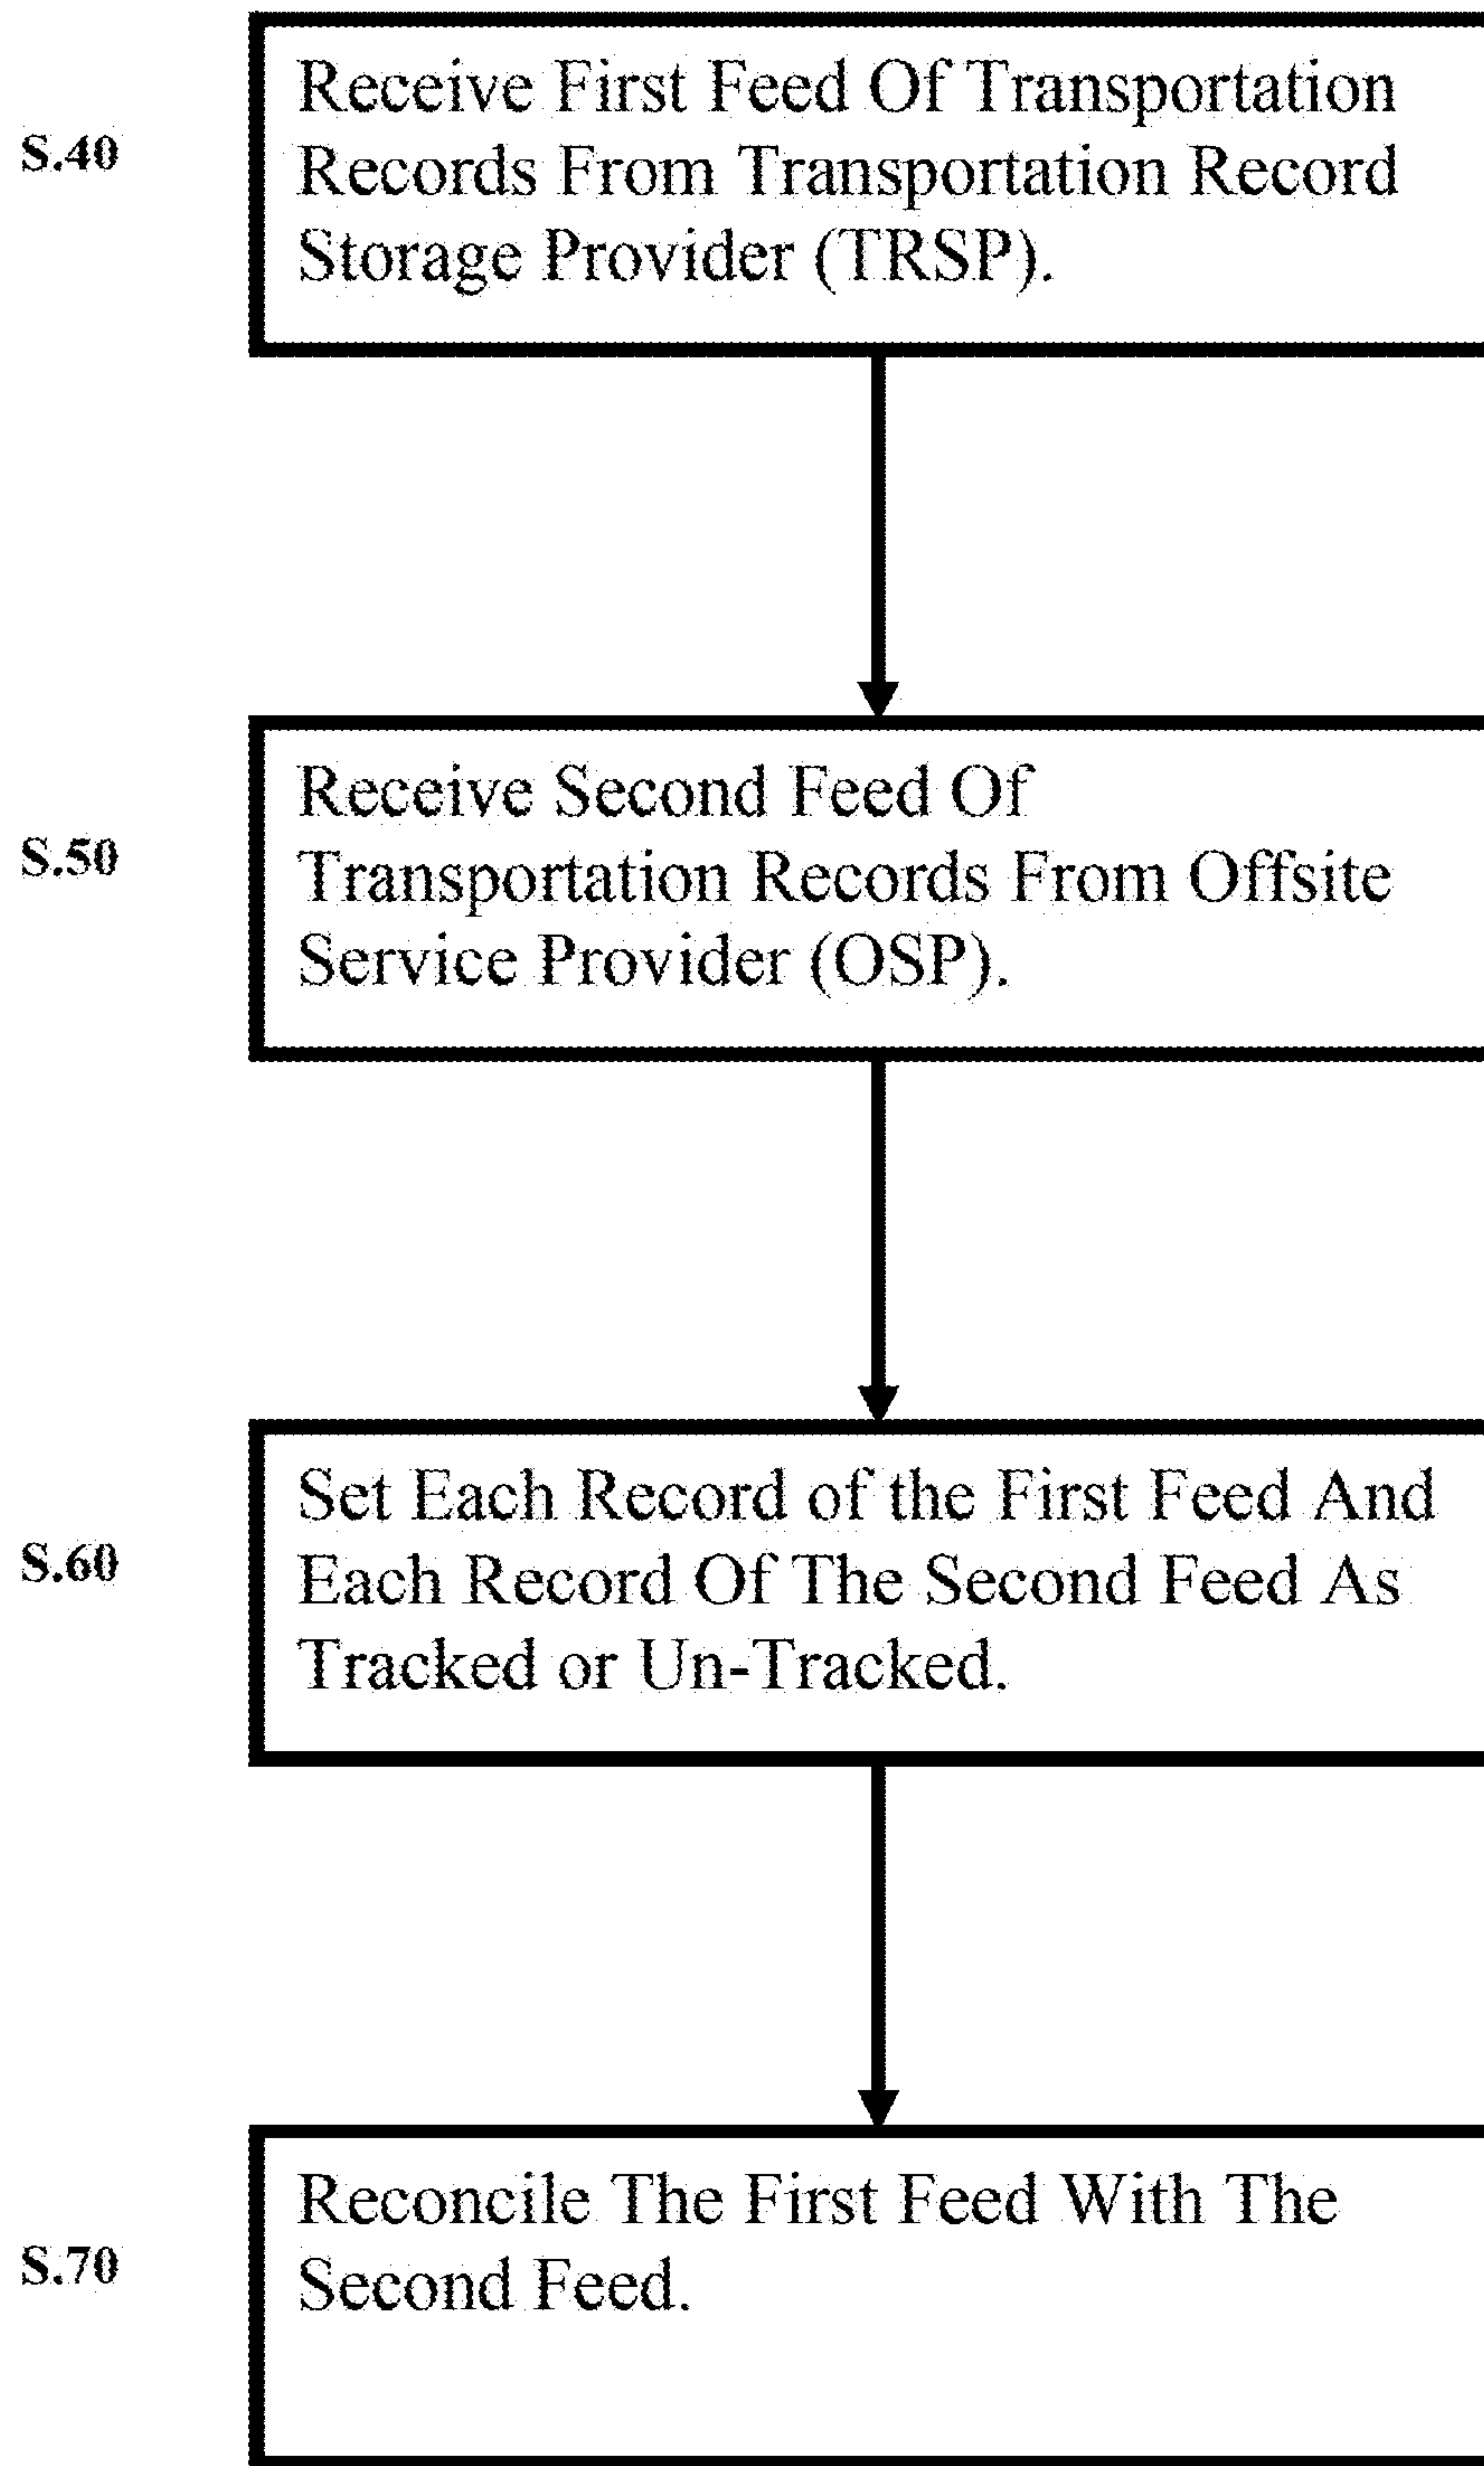 S.40
Receive First Feed Of Transportation
Records From Transportation Record
Storage Provider (TRSP).
S.50
Receive Second Feed Of
Transportation Records From Offsite
Service Provider (OSP).
S.60
Set Each Record of the First Feed And
Each Record Of The Second Feed As
Tracked or Un-Tracked.
S.70
Reconcile The First Feed With The
Second Feed.